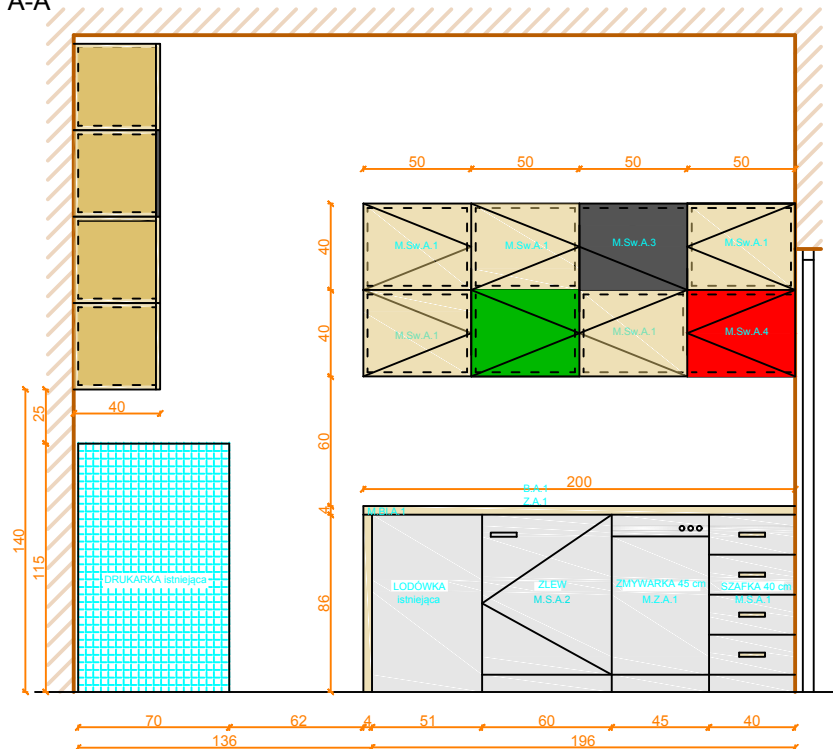 A-A
50 50 50 50
40
M.Sw.A.1 M.Sw.A.1 M.Sw.A.3 M.Sw.A.1
40
M.Sw.A.1 M.Sw.A.1 M.Sw.A.4
40
25
60
200
B.A.1
Z.A.1
4
M.Bl.A.1
140
115
DRUKARKA istniejąca
86
LODÓWKA
istniejąca
ZLEW
M.S.A.2
ZMYWARKA 45 cm
M.Z.A.1
SZAFKA 40 cm
M.S.A.1
70 62 4 51 60 45 40
136 196